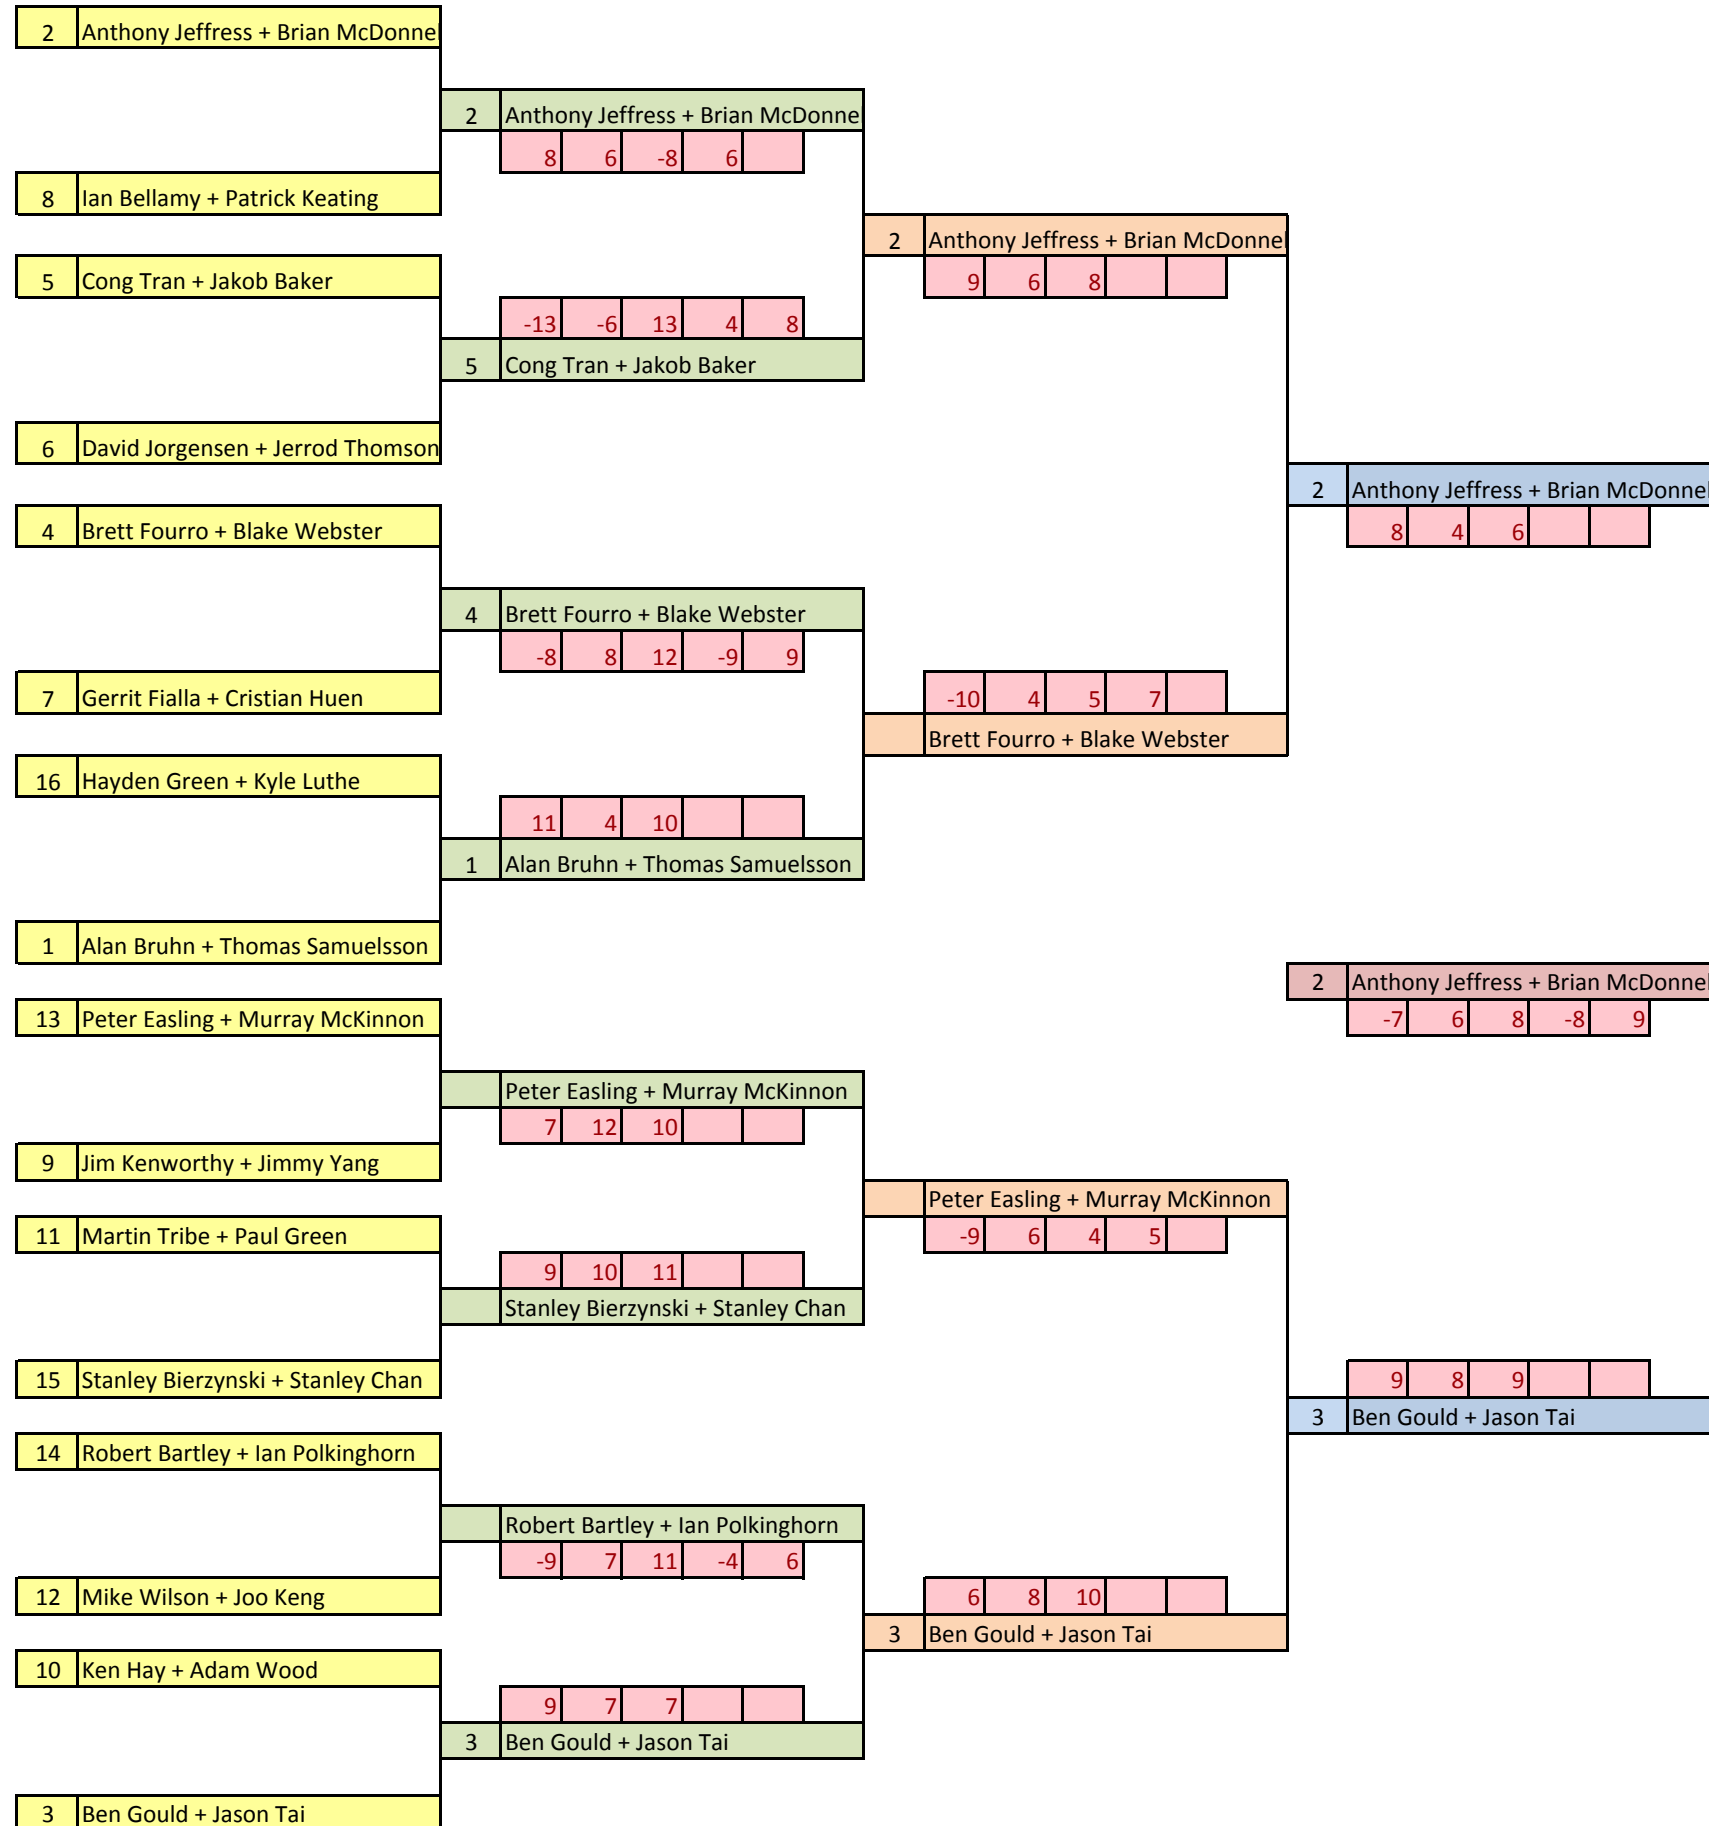 2 Anthony Jeffress + Brian McDonnel
2 Anthony Jeffress + Brian McDonnel
8 6 -8 6
8 Ian Bellamy + Patrick Keating
2 Anthony Jeffress + Brian McDonnel
5 Cong Tran + Jakob Baker
9 6 8
-13 -6 13 4 8
5 Cong Tran + Jakob Baker
6 David Jorgensen + Jerrod Thomson
2 Anthony Jeffress + Brian McDonnel
4 Brett Fourro + Blake Webster
8 4 6
4 Brett Fourro + Blake Webster
-8 8 12 -9 9
7 Gerrit Fialla + Cristian Huen
-10 4 5 7
Brett Fourro + Blake Webster
16 Hayden Green + Kyle Luthe
11 4 10
1 Alan Bruhn + Thomas Samuelsson
1 Alan Bruhn + Thomas Samuelsson
2 Anthony Jeffress + Brian McDonnel
13 Peter Easling + Murray McKinnon
-7 6 8 -8 9
Peter Easling + Murray McKinnon
7 12 10
9 Jim Kenworthy + Jimmy Yang
Peter Easling + Murray McKinnon
11 Martin Tribe + Paul Green
-9 6 4 5
9 10 11
Stanley Bierzynski + Stanley Chan
15 Stanley Bierzynski + Stanley Chan
9 8 9
3 Ben Gould + Jason Tai
14 Robert Bartley + Ian Polkinghorn
Robert Bartley + Ian Polkinghorn
-9 7 11 -4 6
12 Mike Wilson + Joo Keng
6 8 10
3 Ben Gould + Jason Tai
10 Ken Hay + Adam Wood
9 7 7
3 Ben Gould + Jason Tai
3 Ben Gould + Jason Tai